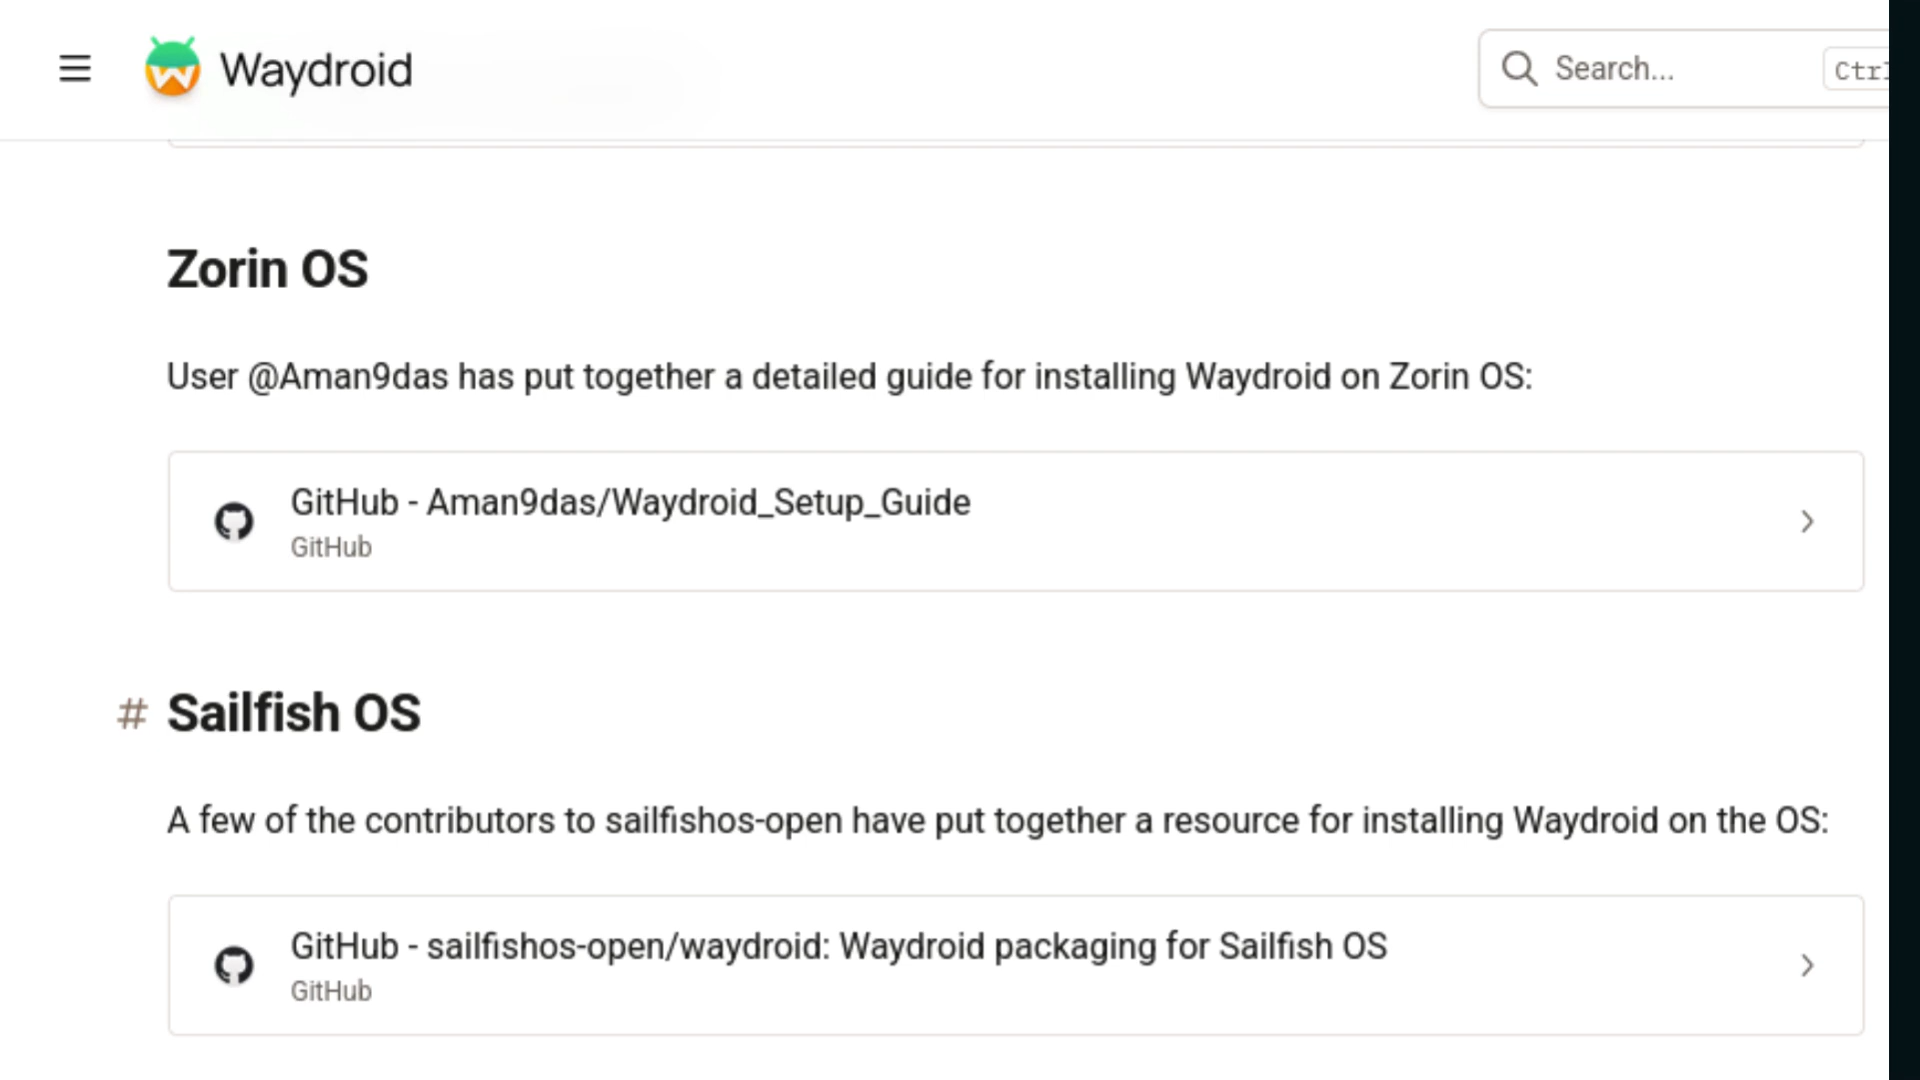 Waydroid
Search...
Ctrl
Zorin OS
User @Aman9das has put together a detailed guide for installing Waydroid on Zorin OS:
GitHub - Aman9das/Waydroid_Setup_Guide
GitHub
# Sailfish OS
A few of the contributors to sailfishos-open have put together a resource for installing Waydroid on the OS:
GitHub - sailfishos-open/waydroid: Waydroid packaging for Sailfish OS
GitHub